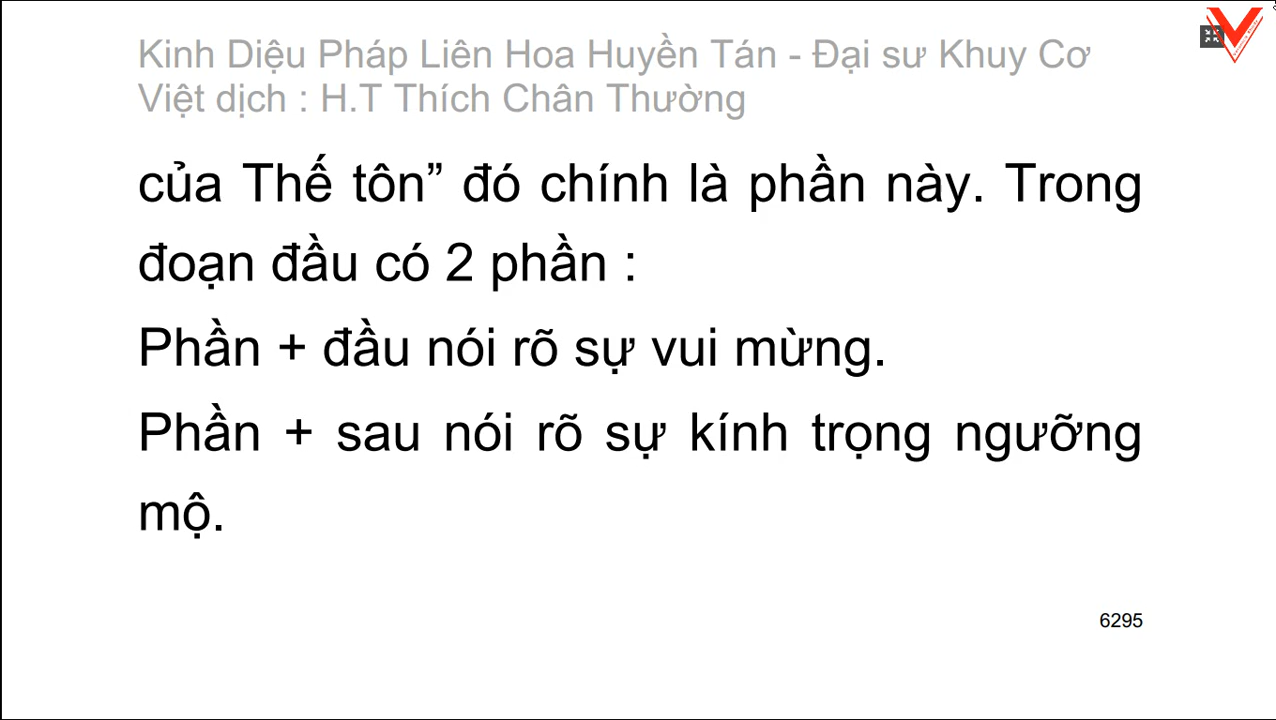 Kinh Diệu Pháp Liên Hoa Huyền Tán - Đại sư Khuy Cơ
Việt dịch : H.T Thích Chân Thường
của Thế tôn” đó chính là phần này. Trong
đoạn đầu có 2 phần :
Phần + đầu nói rõ sự vui mừng.
Phần + sau nói rõ sự kính trọng ngưỡng
mộ.
6295